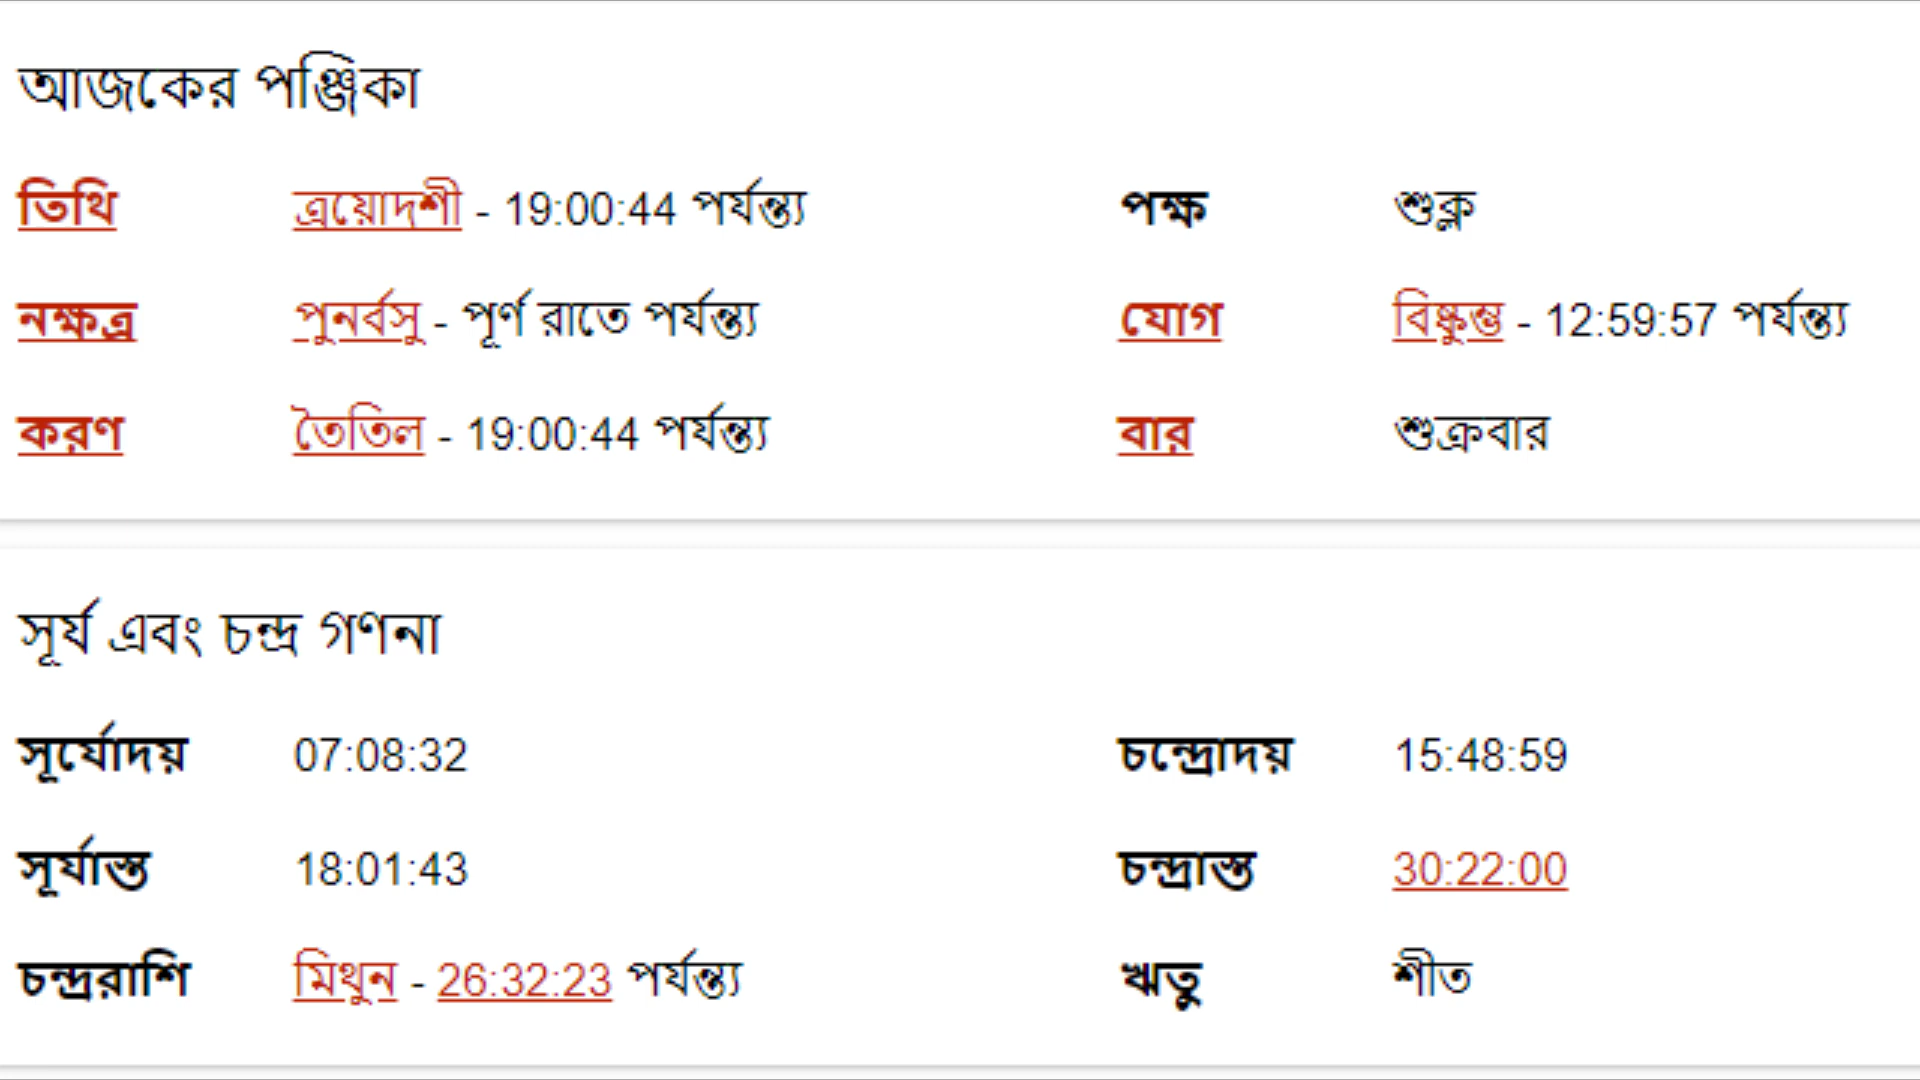 আজকের পঞ্জিকা
তিথি ত্রয়োদশী - 19:00:44 পর্যন্ত্য পক্ষ শুক্ল
নক্ষত্র পুনর্বসু - পূর্ণ রাতে পর্যন্ত্য যোগ বিষ্কুম্ভ - 12:59:57 পর্যন্ত্য
করণ তৈতিল - 19:00:44 পর্যন্ত্য বার শুক্রবার
সূর্য এবং চন্দ্র গণনা
সূর্যোদয় 07:08:32 চন্দ্রোদয় 15:48:59
সূর্যাস্ত 18:01:43 চন্দ্রাস্ত 30:22:00
চন্দ্ররাশি মিথুন - 26:32:23 পর্যন্ত্য ঋতু শীত